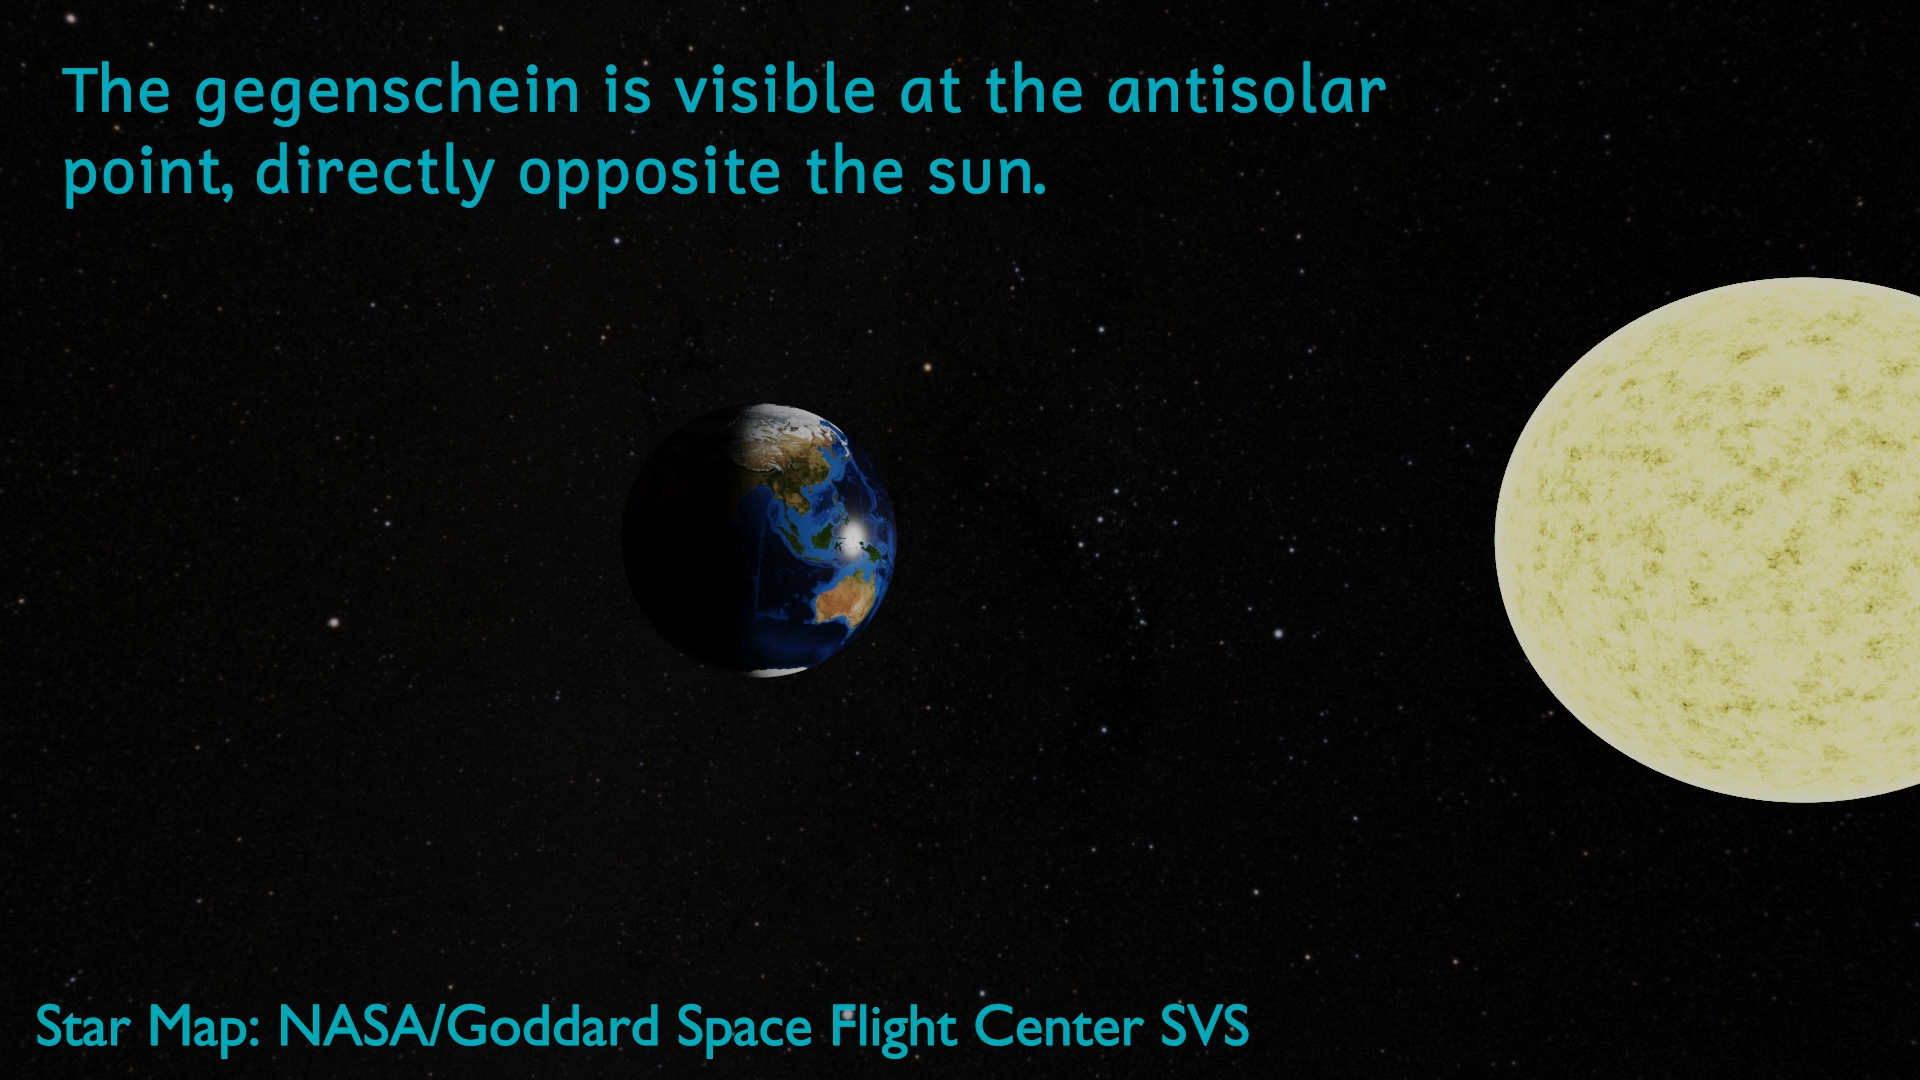 The gegenschein is visible at the antisolar
point, directly opposite the sun.
Star Map: NASA/Goddard Space Flight Center SVS